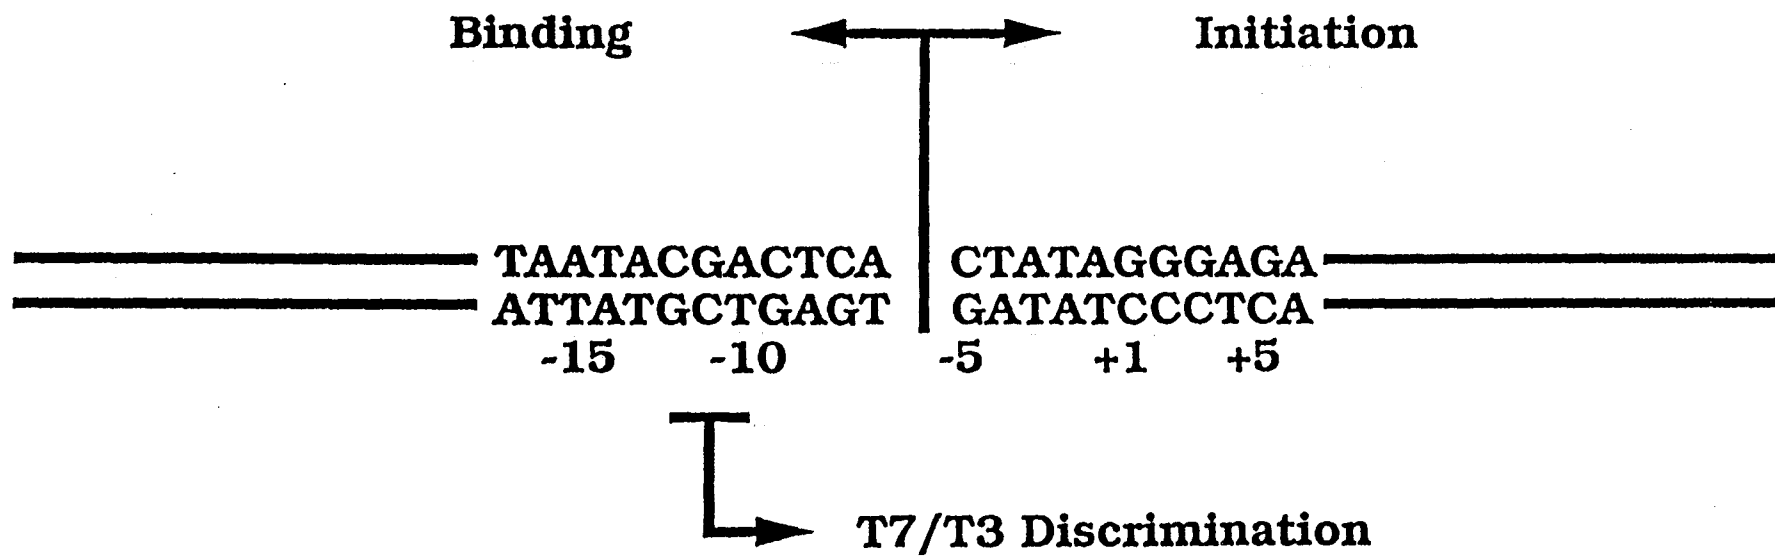 Binding Initiation
TAATACGACTCA CTATAGGGAGA
ATTATGCTGAGT GATATCCCTCA
-15 -10 -5 +1 +5
T7/T3 Discrimination